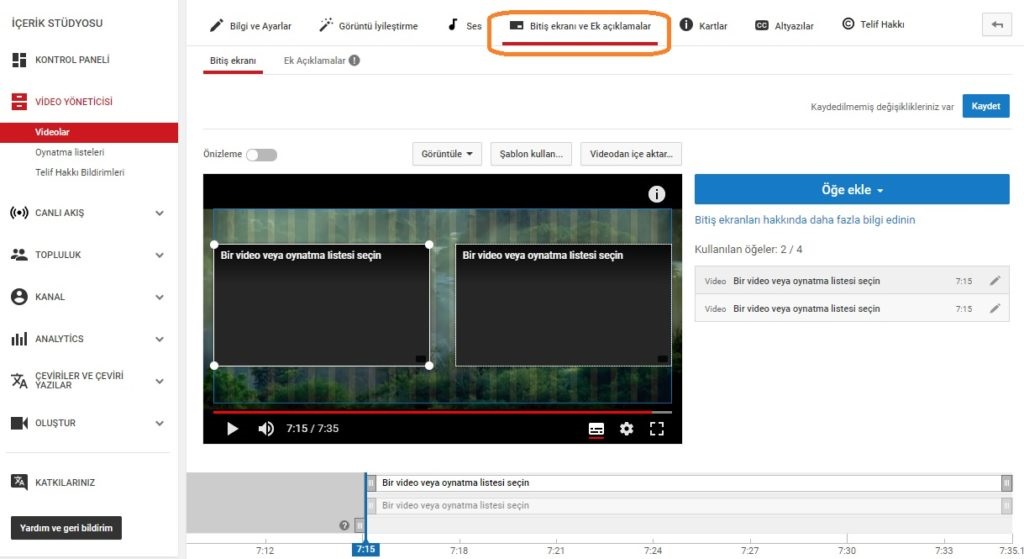 İÇERİK STÜDYOSU
KONTROL PANELİ
VİDEO YÖNETİCİSİ
Videolar
Oynatma listeleri
Telif Hakkı Bildirimleri
CANLI AKIŞ
TOPLULUK
KANAL
ANALYTICS
ÇEVİRİLER VE ÇEVİRİ
YAZILAR
OLUŞTUR
KATKILARINIZ
Yardım ve geri bildirim
Bilgi ve Ayarlar
Görüntü İyileştirme
Ses
Bitiş ekranı ve Ek açıklamalar
Kartlar
CC Altyazılar
Telif Hakkı
Bitiş ekranı
Ek Açıklamalar
Kaydedilmemiş değişiklikleriniz var
Kaydet
Önizleme
Görüntüle
Şablon kullan...
Videodan içe aktar...
Bir video veya oynatma listesi seçin
Bir video veya oynatma listesi seçin
7:15 / 7:35
Öğe ekle
Bitiş ekranları hakkında daha fazla bilgi edinin
Kullanılan öğeler: 2 / 4
Video Bir video veya oynatma listesi seçin 7:15
Video Bir video veya oynatma listesi seçin 7:15
Bir video veya oynatma listesi seçin
Bir video veya oynatma listesi seçin
7:12 7:15 7:18 7:21 7:24 7:27 7:30 7:33 7:35.1